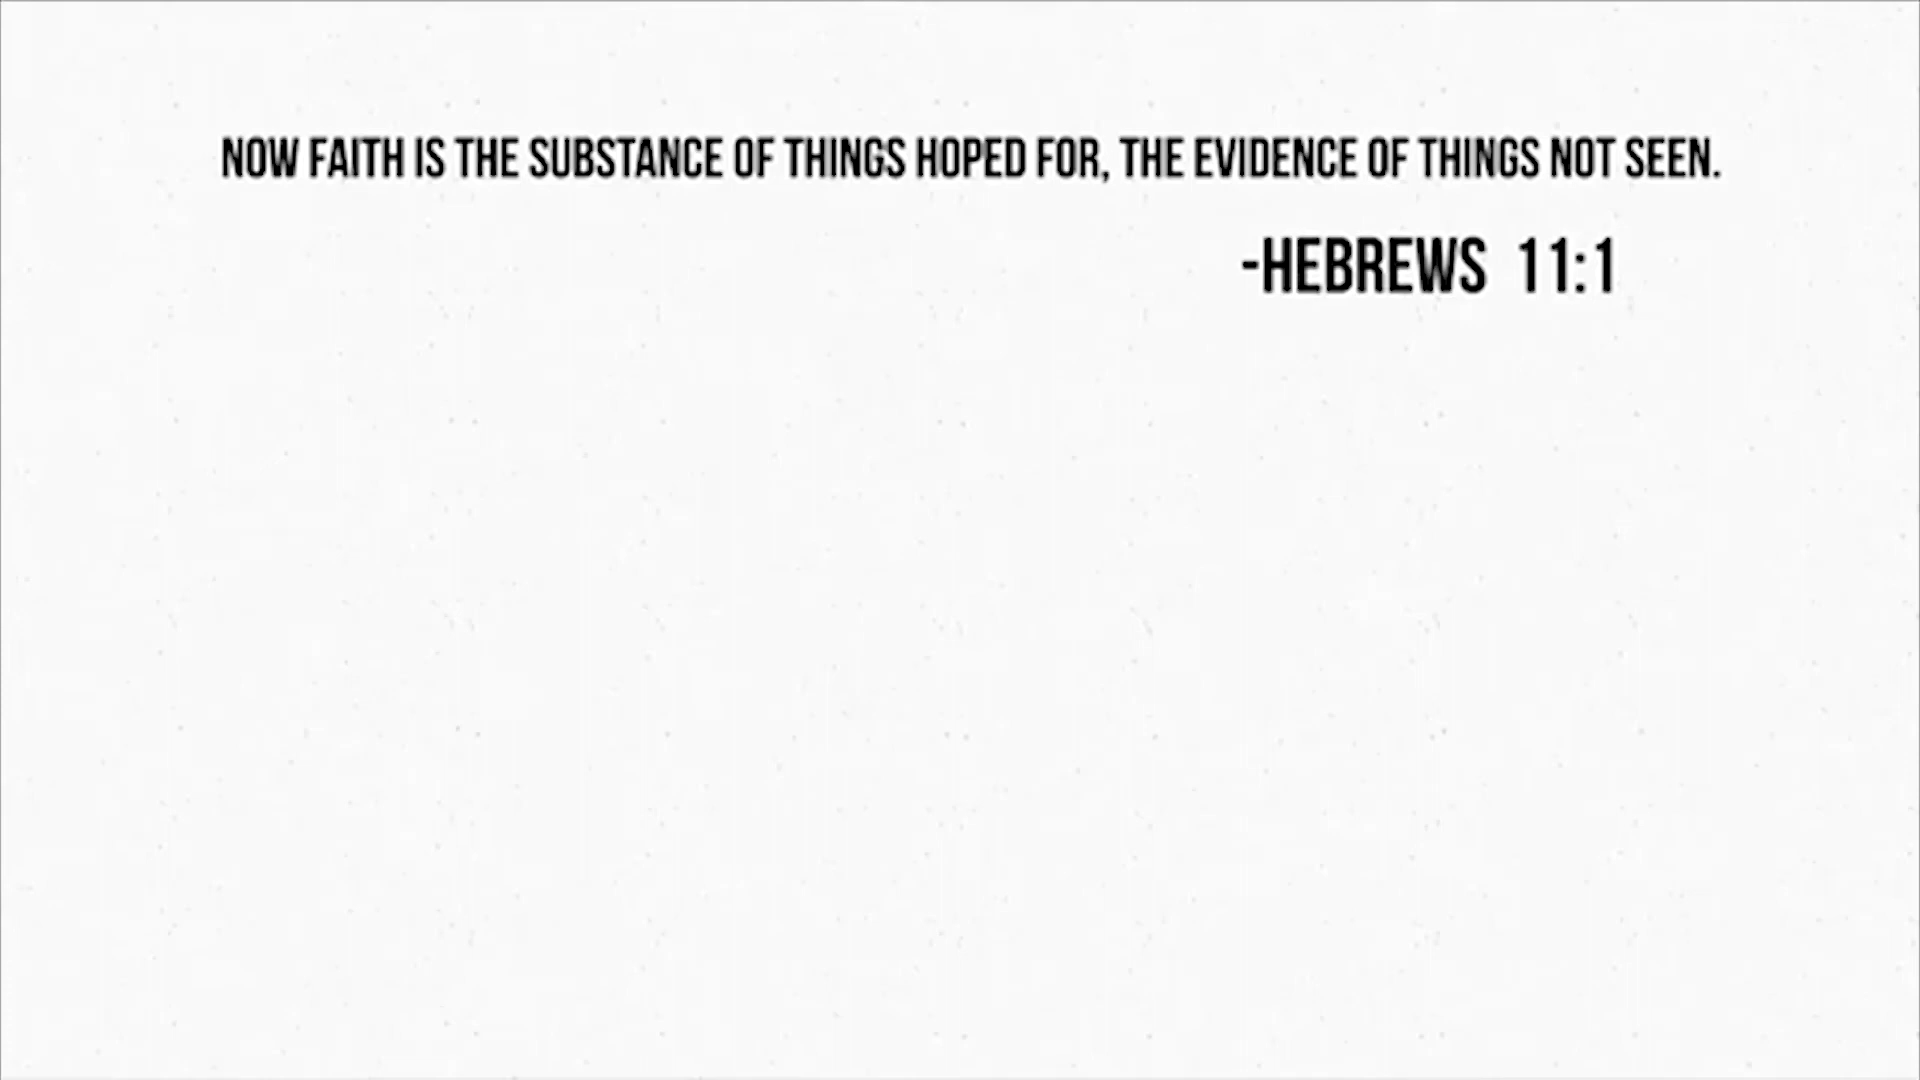 NOW FAITH IS THE SUBSTANCE OF THINGS HOPED FOR, THE EVIDENCE OF THINGS NOT SEEN.
-HEBREWS 11:1